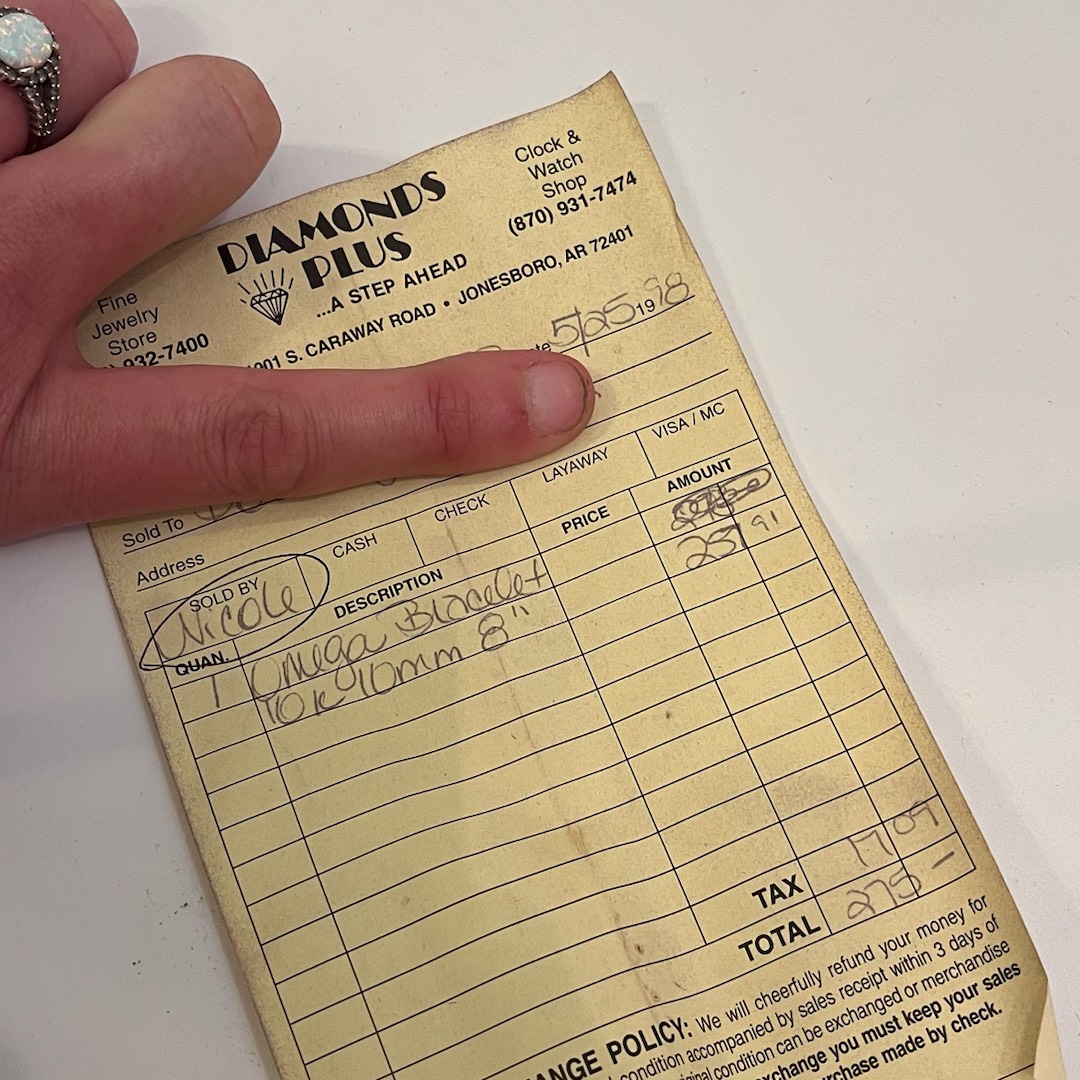 DIAMONDS
PLUS
...A STEP AHEAD
Clock &
Watch
Shop
(870) 931-7474
Fine
Jewelry
Store
932-7400
S. CARAWAY ROAD • JONESBORO, AR 72401
5/25 1998
Sold To
Address
SOLD BY CASH CHECK LAYAWAY VISA / MC
Nicole
QUAN. DESCRIPTION PRICE AMOUNT
1 Omega Bracelet 257 91
10k 10mm 8"
TAX 17 09
TOTAL 275 —
POLICY: We will cheerfully refund your money for
condition accompanied by sales receipt within 3 days of
condition can be exchanged or merchandise
exchange you must keep your sales
made by check.